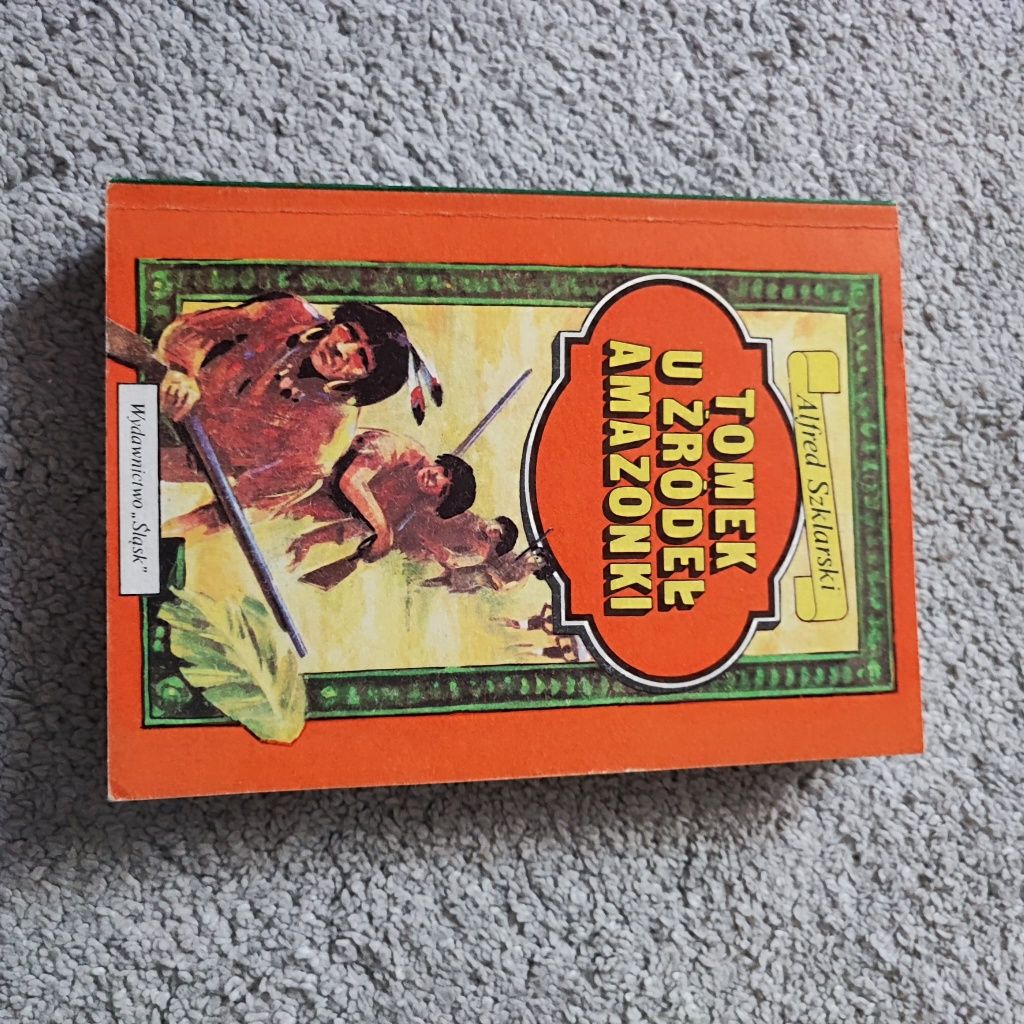 Alfred Szklarski
TOMEK
U ŹRÓDEŁ
AMAZONKI
Wydawnictwo „Śląsk”